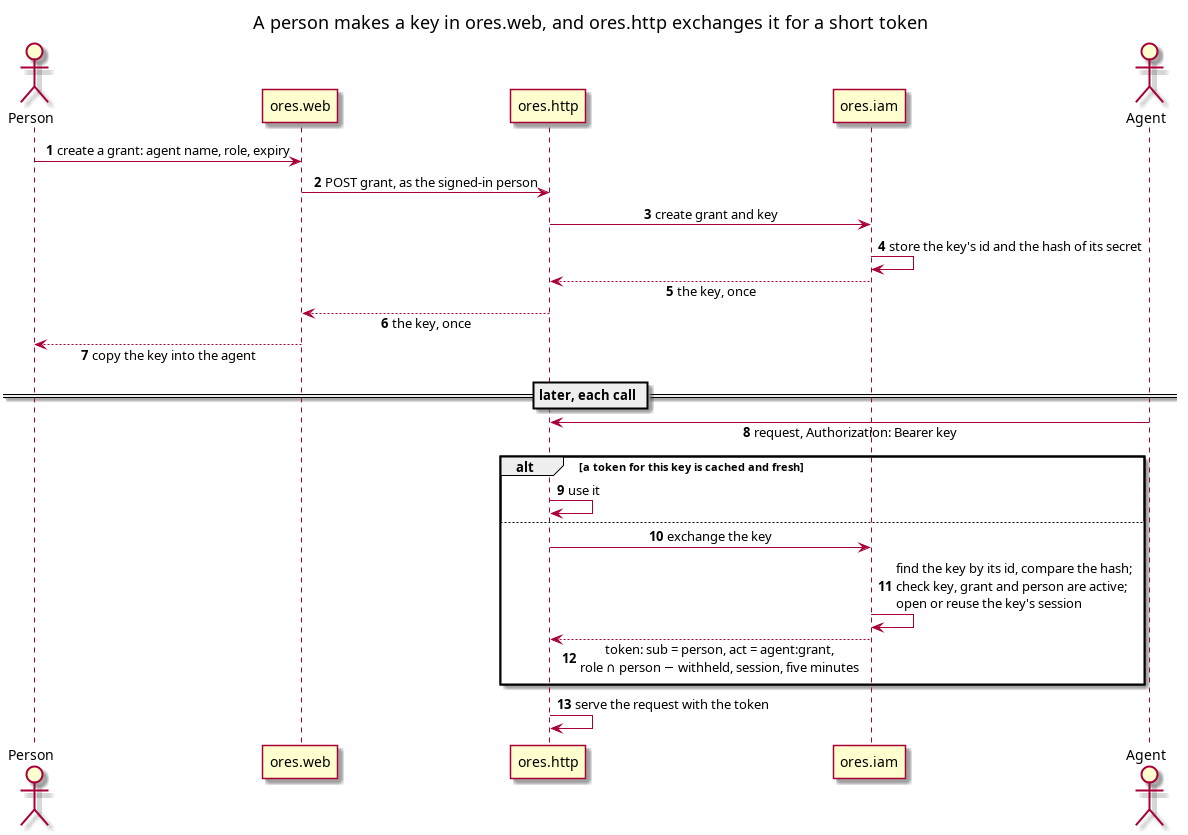 A person makes a key in ores.web, and ores.http exchanges it for a short token
Person
ores.web
ores.http
ores.iam
Agent
1 create a grant: agent name, role, expiry
2 POST grant, as the signed-in person
3 create grant and key
4 store the key's id and the hash of its secret
5 the key, once
6 the key, once
7 copy the key into the agent
later, each call
8 request, Authorization: Bearer key
alt [a token for this key is cached and fresh]
9 use it
10 exchange the key
find the key by its id, compare the hash;
11 check key, grant and person are active;
open or reuse the key's session
token: sub = person, act = agent:grant,
12 role ∩ person − withheld, session, five minutes
13 serve the request with the token
Person
ores.web
ores.http
ores.iam
Agent